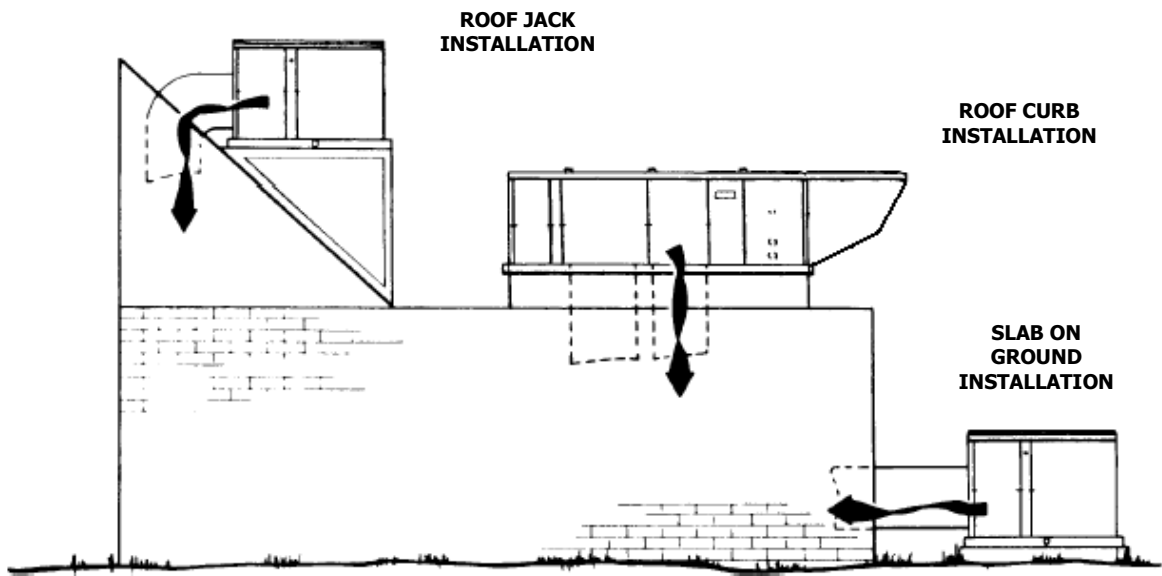 ROOF JACK
INSTALLATION
ROOF CURB
INSTALLATION
SLAB ON
GROUND
INSTALLATION